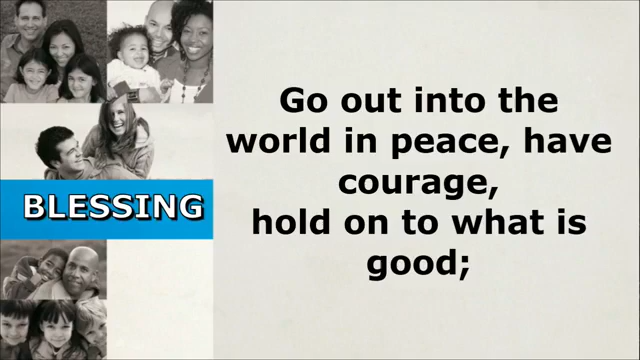 BLESSING
Go out into the
world in peace, have
courage,
hold on to what is
good;